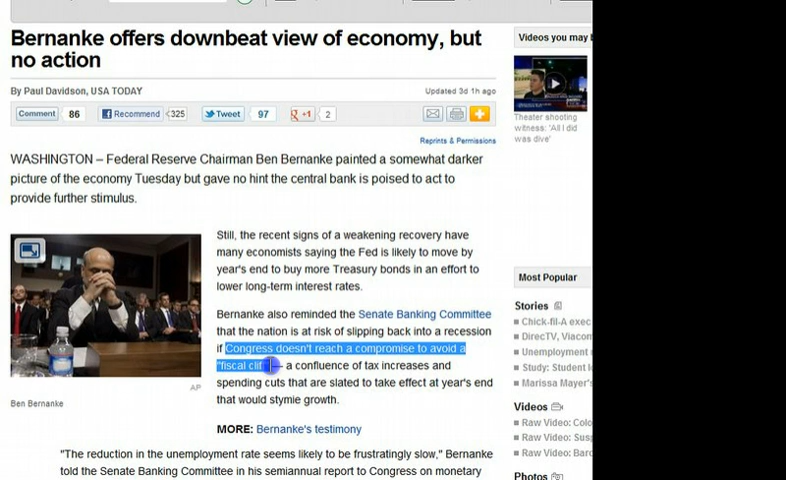 Bernanke offers downbeat view of economy, but
no action
Videos you may
By Paul Davidson, USA TODAY
Updated 3d 1h ago
Comment 86 Recommend 325 Tweet 97 +1 2
Reprints & Permissions
Theater shooting
witness: 'All I did
was dive'
WASHINGTON – Federal Reserve Chairman Ben Bernanke painted a somewhat darker
picture of the economy Tuesday but gave no hint the central bank is poised to act to
provide further stimulus.
Still, the recent signs of a weakening recovery have
many economists saying the Fed is likely to move by
year's end to buy more Treasury bonds in an effort to
lower long-term interest rates.
Bernanke also reminded the Senate Banking Committee
that the nation is at risk of slipping back into a recession
if Congress doesn't reach a compromise to avoid a
"fiscal clif — a confluence of tax increases and
spending cuts that are slated to take effect at year's end
that would stymie growth.
AP
Ben Bernanke
MORE: Bernanke's testimony
"The reduction in the unemployment rate seems likely to be frustratingly slow," Bernanke
told the Senate Banking Committee in his semiannual report to Congress on monetary
Most Popular
Stories
Chick-fil-A exec
DirecTV, Viacom
Unemployment
Study: Student
Marissa Mayer's
Videos
Raw Video: Colo
Raw Video: Sus
Raw Video: Bar
Photos